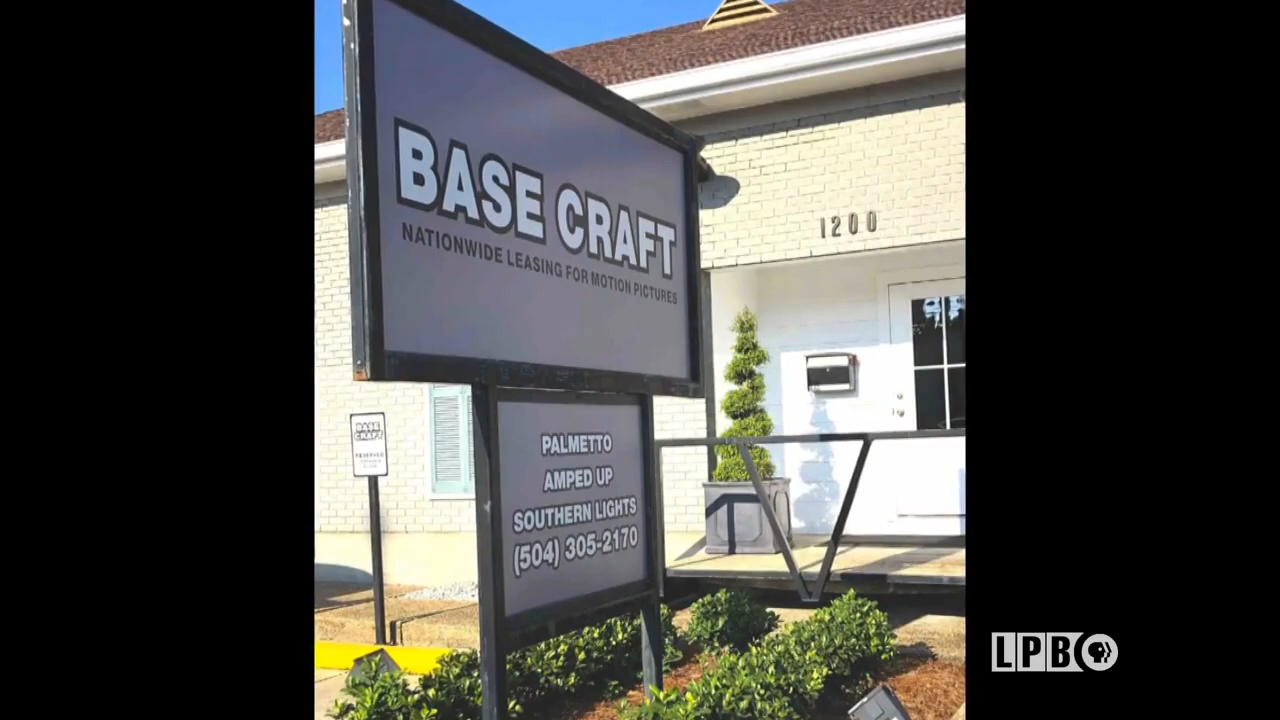 BASE CRAFT
NATIONWIDE LEASING FOR MOTION PICTURES
1200
PALMETTO
AMPED UP
SOUTHERN LIGHTS
(504) 305-2170
BASE
CRAFT
RESERVED
LPB